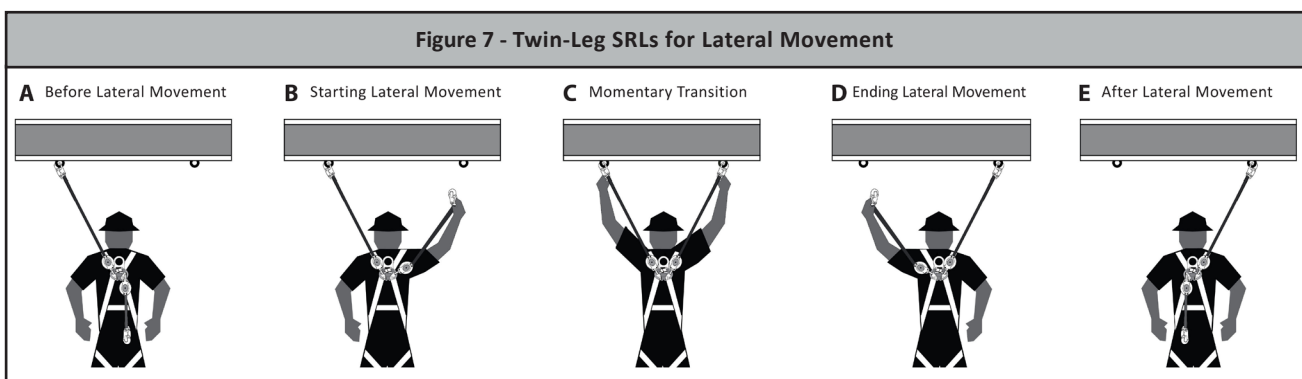 Figure 7 - Twin-Leg SRLs for Lateral Movement
A Before Lateral Movement
B Starting Lateral Movement
C Momentary Transition
D Ending Lateral Movement
E After Lateral Movement